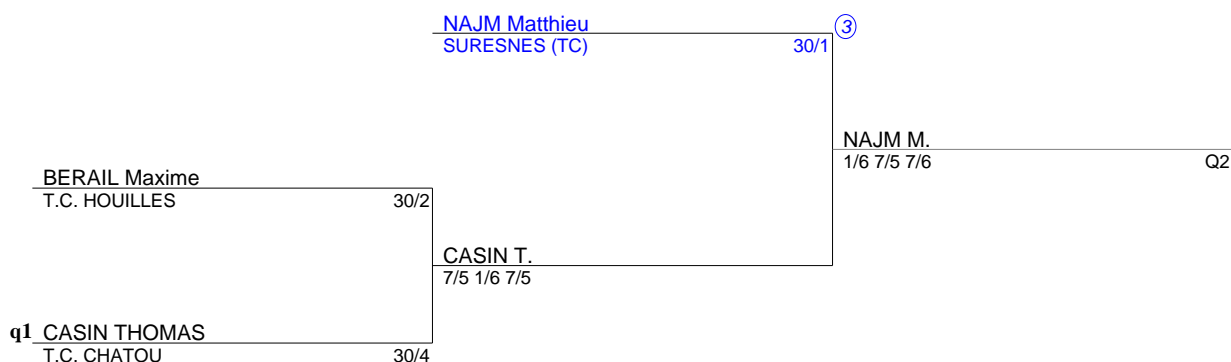 NAJM Matthieu 3
SURESNES (TC) 30/1
NAJM M.
1/6 7/5 7/6 Q2
BERAIL Maxime
T.C. HOUILLES 30/2
CASIN T.
7/5 1/6 7/5
q1 CASIN THOMAS
T.C. CHATOU 30/4